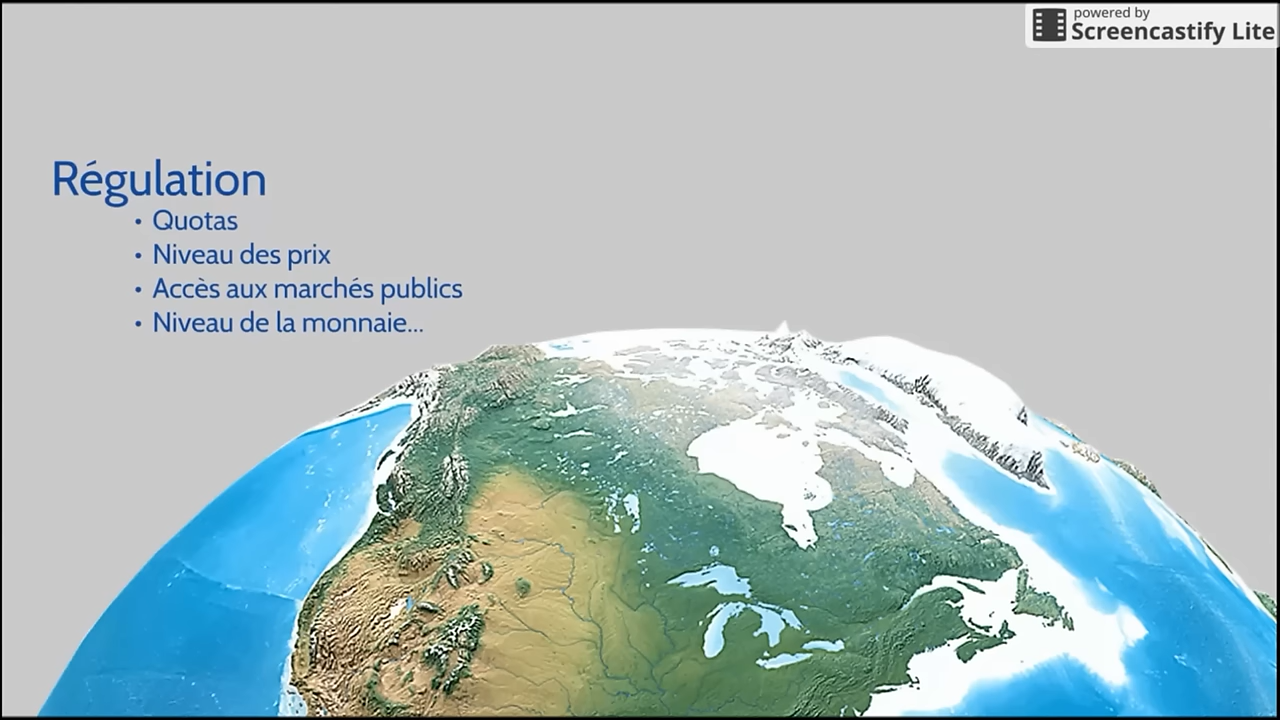 powered by
Screencastify Lite
Régulation
• Quotas
• Niveau des prix
• Accès aux marchés publics
• Niveau de la monnaie...